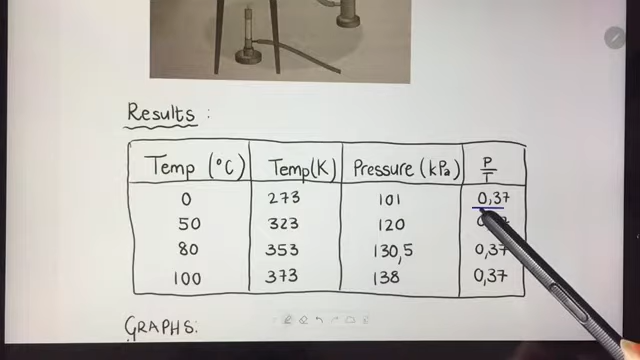 Results :
Temp (°C) Temp(K) Pressure (kPa) P/T
0 273 101 0,37
50 323 120
80 353 130,5 0,37
100 373 138 0,37
GRAPHS: